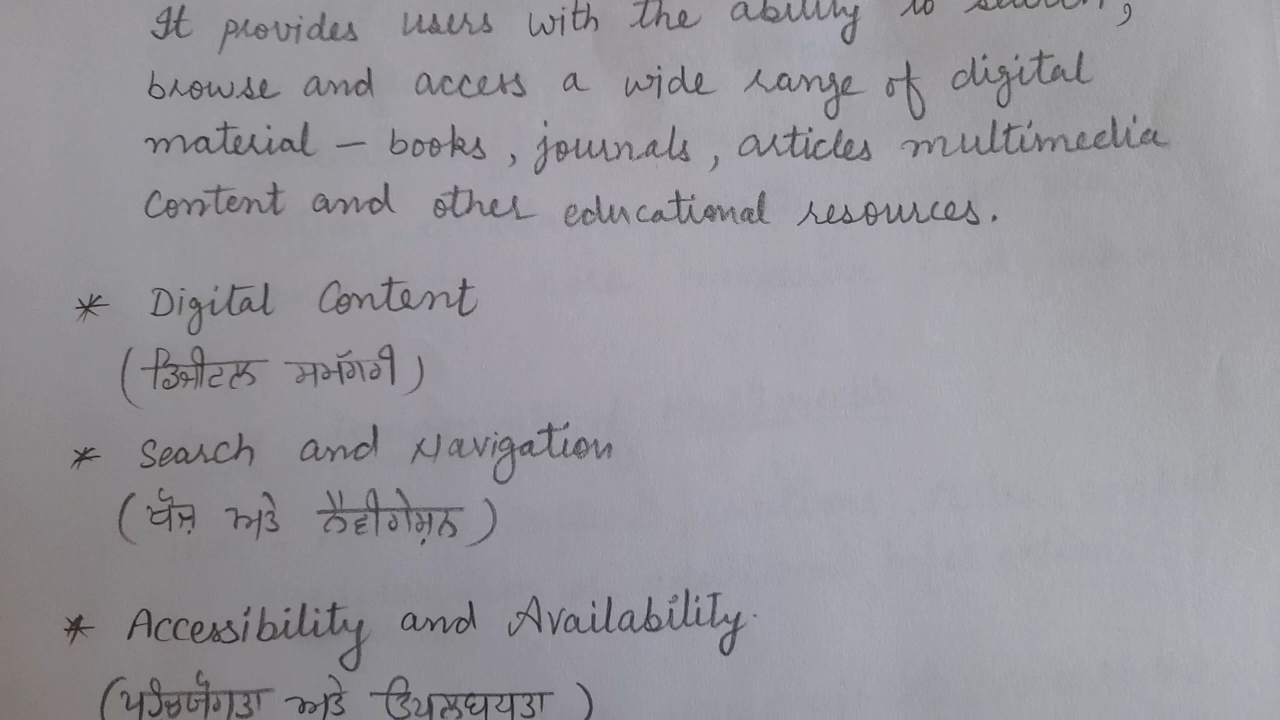 It provides users with the ability to search,
browse and access a wide range of digital
material – books, journals, articles multimedia
content and other educational resources.
* Digital Content
(ਡਿਜੀਟਲ ਸਮੱਗਰੀ)
* Search and Navigation
(ਖੋਜ਼ ਅਤੇ ਨੈਵੀਗੇਸ਼ਨ)
* Accessibility and Availability.
(ਪਹੁੰਚਯੋਗਤਾ ਅਤੇ ਉਪਲਬਧਯਤਾ)